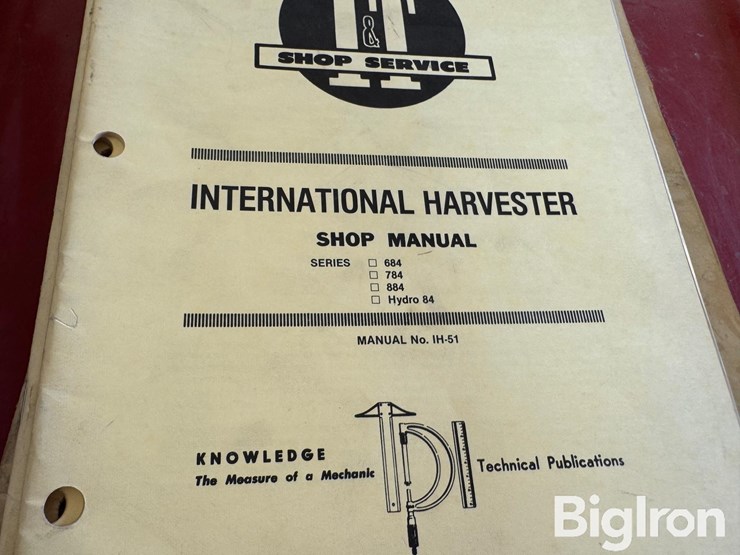 I&T
SHOP SERVICE
INTERNATIONAL HARVESTER
SHOP MANUAL
SERIES □ 684
□ 784
□ 884
□ Hydro 84
MANUAL No. IH-51
KNOWLEDGE
The Measure of a Mechanic
TPI
Technical Publications
BigIron